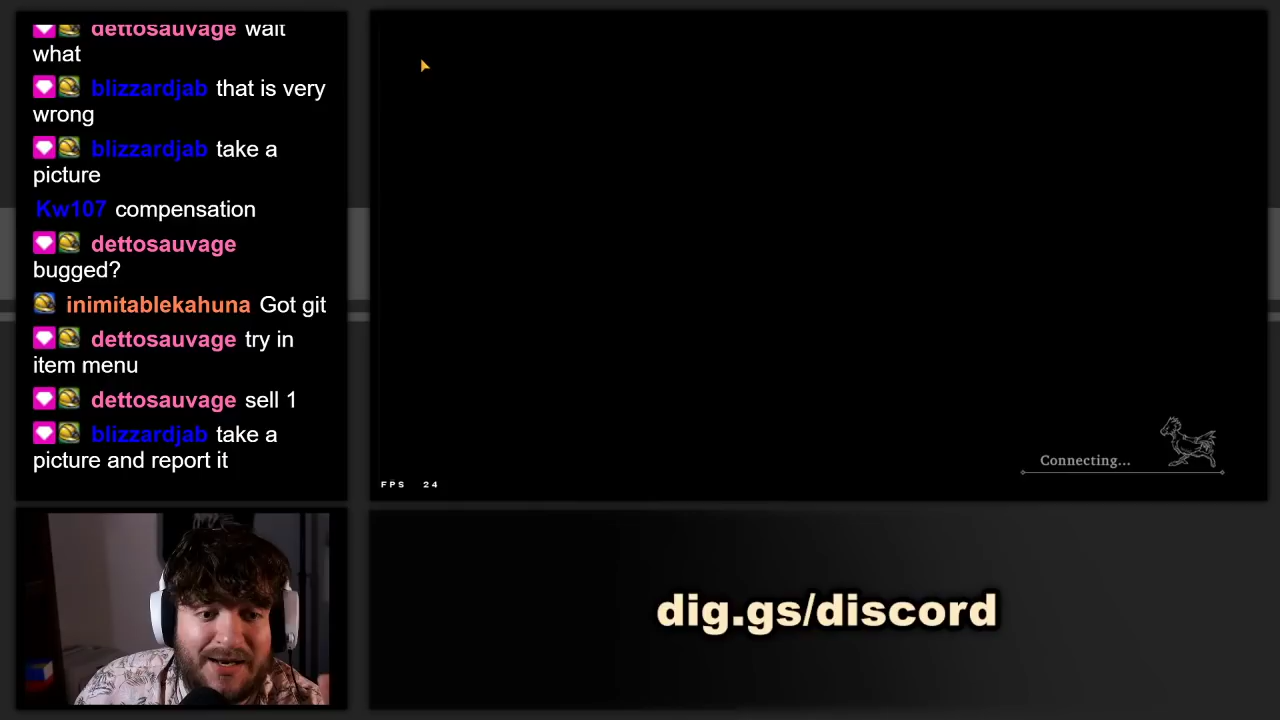 dettosauvage wait
what
blizzardjab that is very
wrong
blizzardjab take a
picture
Kw107 compensation
dettosauvage
bugged?
inimitablekahuna Got git
dettosauvage try in
item menu
dettosauvage sell 1
blizzardjab take a
picture and report it
Connecting...
FPS 24
dig.gs/discord